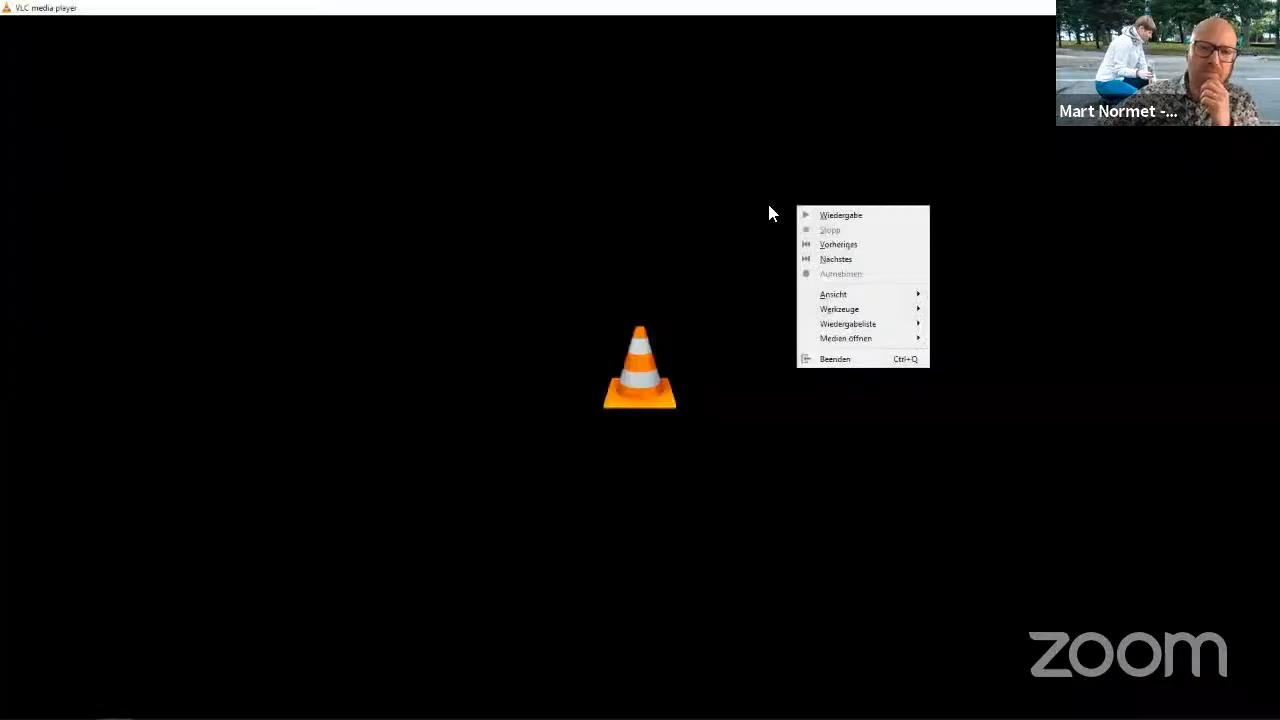 VLC media player
Mart Normet -...
Wiedergabe
Stopp
Vorheriges
Nächstes
Aufnehmen
Ansicht
Werkzeuge
Wiedergabeliste
Medien öffnen
Beenden Ctrl+Q
zoom